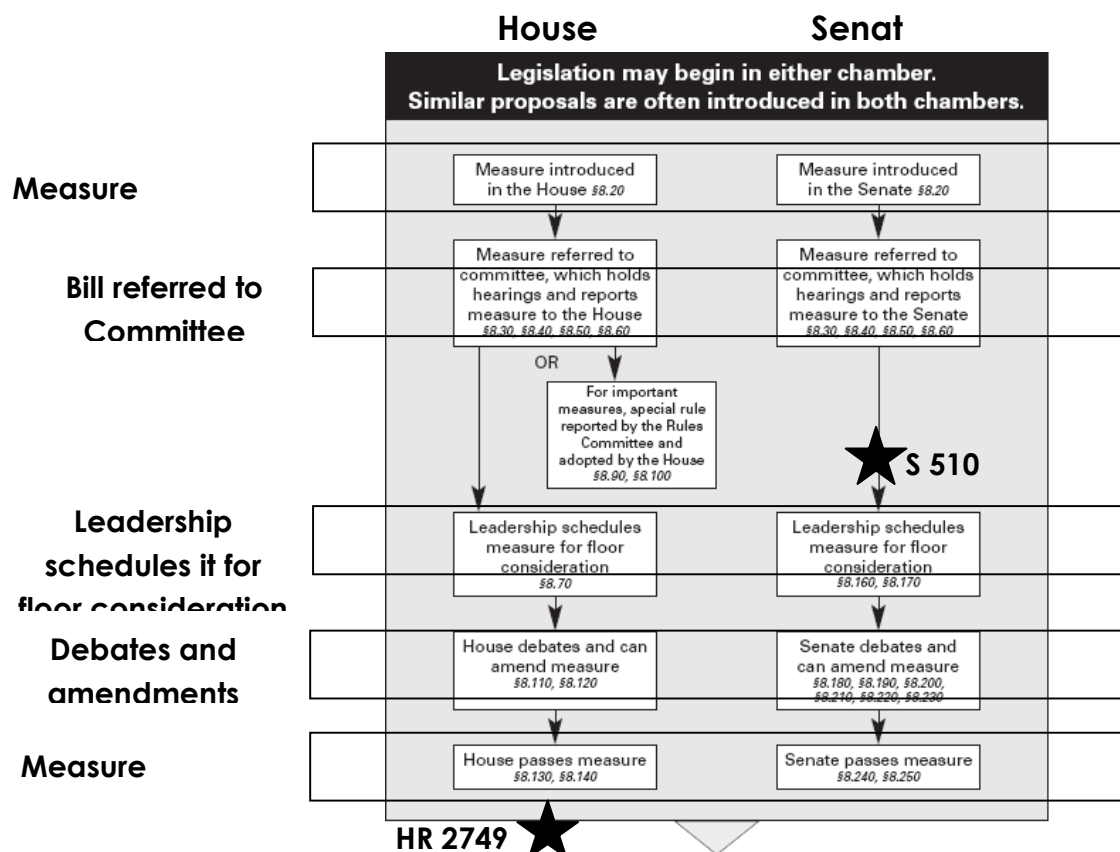 House
Senat
Legislation may begin in either chamber.
Similar proposals are often introduced in both chambers.
Measure
Measure introduced
in the House §8.20
Measure introduced
in the Senate §8.20
Bill referred to
Committee
Measure referred to
committee, which holds
hearings and reports
measure to the House
§8.30, §8.40, §8.50, §8.60
Measure referred to
committee, which holds
hearings and reports
measure to the Senate
§8.30, §8.40, §8.50, §8.60
OR
For important
measures, special rule
reported by the Rules
Committee and
adopted by the House
§8.90, §8.100
S 510
Leadership
schedules it for
floor consideration
Leadership schedules
measure for floor
consideration
§8.70
Leadership schedules
measure for floor
consideration
§8.160, §8.170
Debates and
amendments
House debates and can
amend measure
§8.110, §8.120
Senate debates and
can amend measure
§8.180, §8.190, §8.200,
§8.210, §8.220, §8.230
Measure
House passes measure
§8.130, §8.140
Senate passes measure
§8.240, §8.250
HR 2749